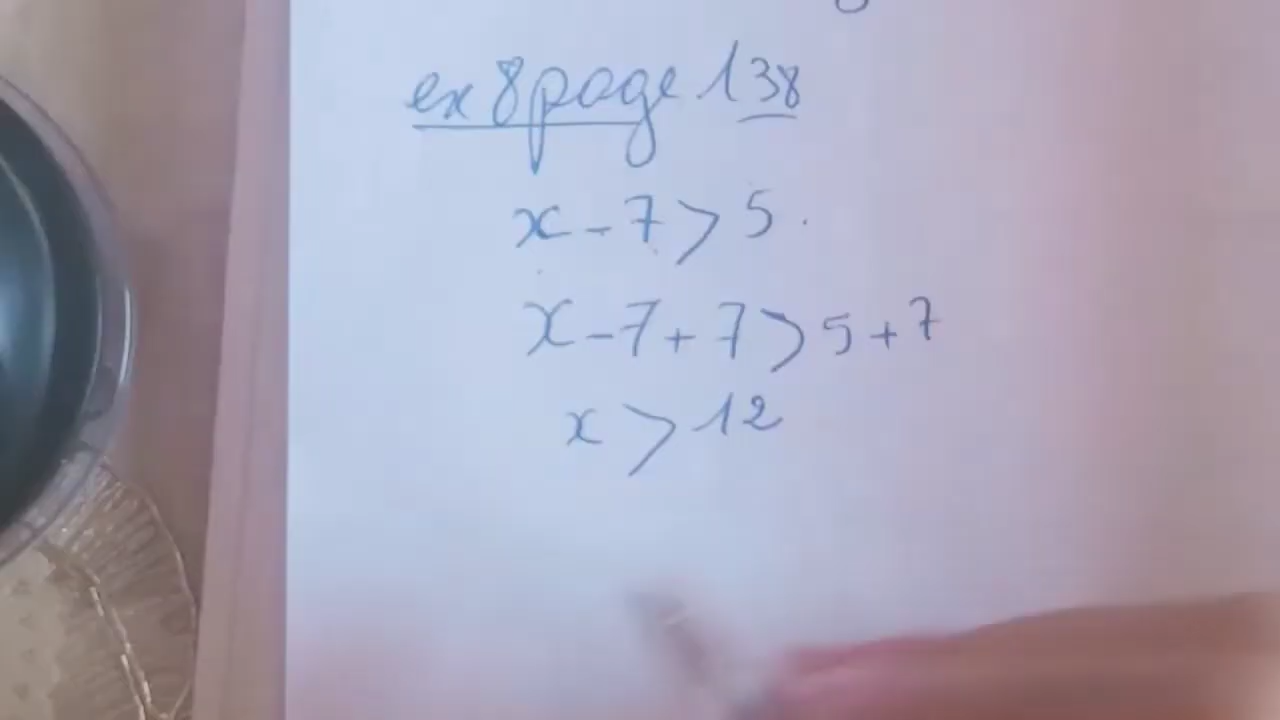 ex 8 page 138
x - 7 > 5.
x - 7 + 7 > 5 + 7
x > 12